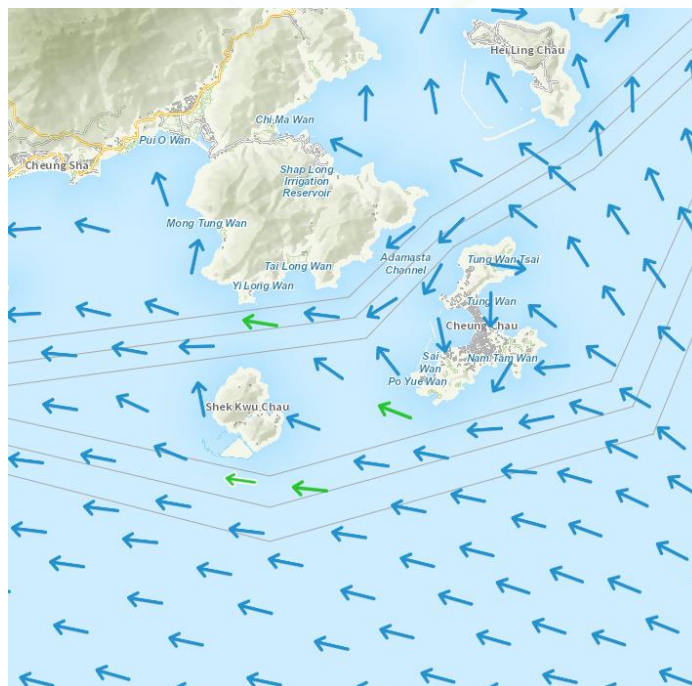 Hei Ling Chau
Chi Ma Wan
Pui O Wan
Cheung Sha
Shap Long
Irrigation
Reservoir
Mong Tung Wan
Tai Long Wan
Yi Long Wan
Adamasta
Channel
Tung Wan Tsai
Tung Wan
Cheung Chau
Sai
Wan
Nam Tam Wan
Po Yue Wan
Shek Kwu Chau